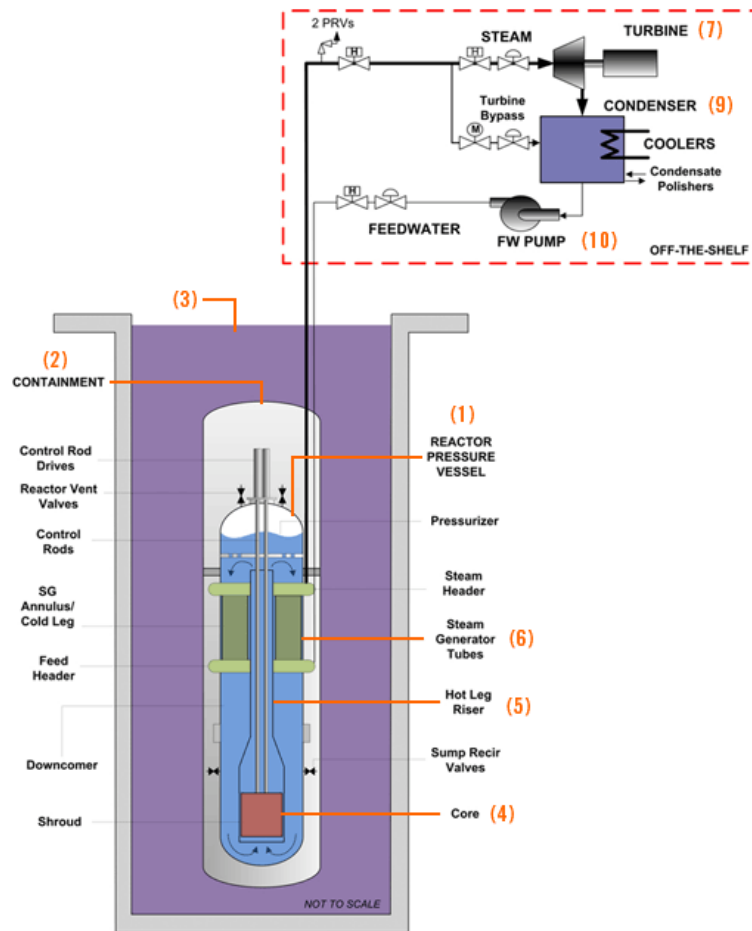 2 PRVs
H
STEAM
H
TURBINE (7)
Turbine
Bypass
M
CONDENSER (9)
COOLERS
Condensate
Polishers
H
FEEDWATER
FW PUMP (10)
OFF-THE-SHELF
(3)
(2)
CONTAINMENT
(1)
REACTOR
PRESSURE
VESSEL
Control Rod
Drives
Reactor Vent
Valves
Control
Rods
Pressurizer
SG
Annulus/
Cold Leg
Steam
Header
Steam
Generator
Tubes
(6)
Feed
Header
Hot Leg
Riser
(5)
Downcomer
Sump Recir
Valves
Shroud
Core (4)
NOT TO SCALE